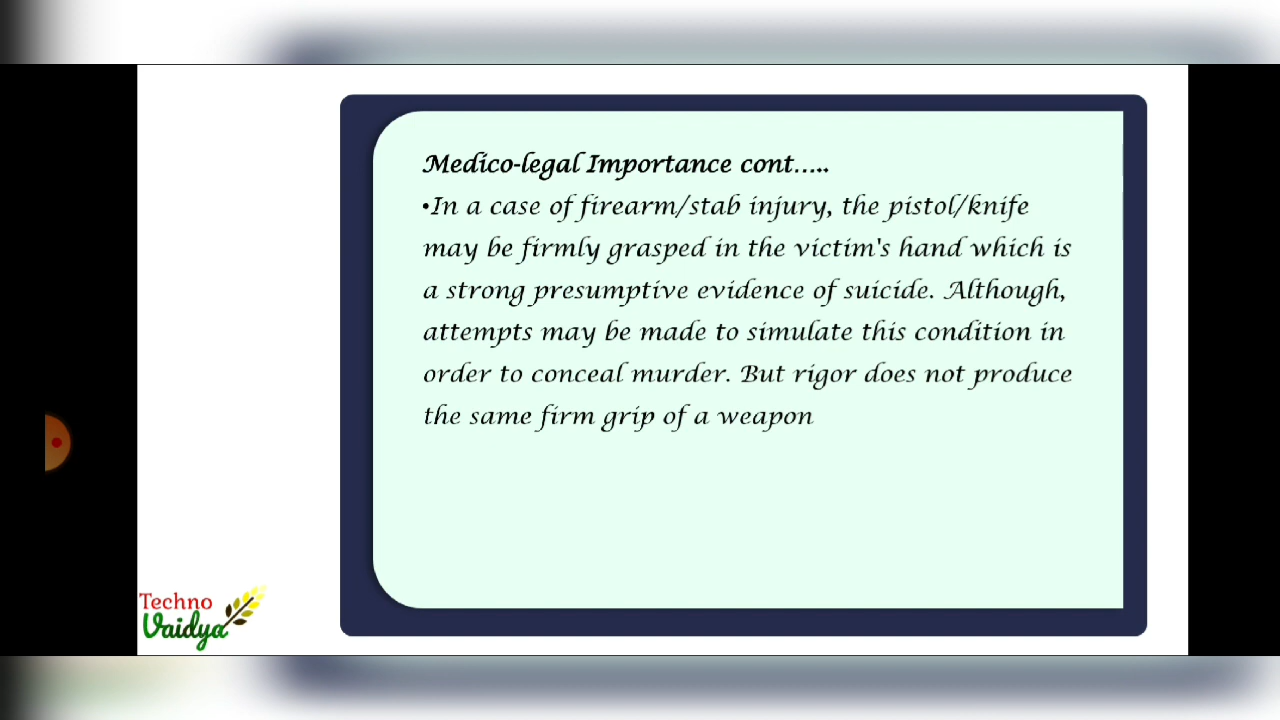 Medico-legal Importance cont.....
•In a case of firearm/stab injury, the pistol/knife
may be firmly grasped in the victim's hand which is
a strong presumptive evidence of suicide. Although,
attempts may be made to simulate this condition in
order to conceal murder. But rigor does not produce
the same firm grip of a weapon
Techno
Vaidya